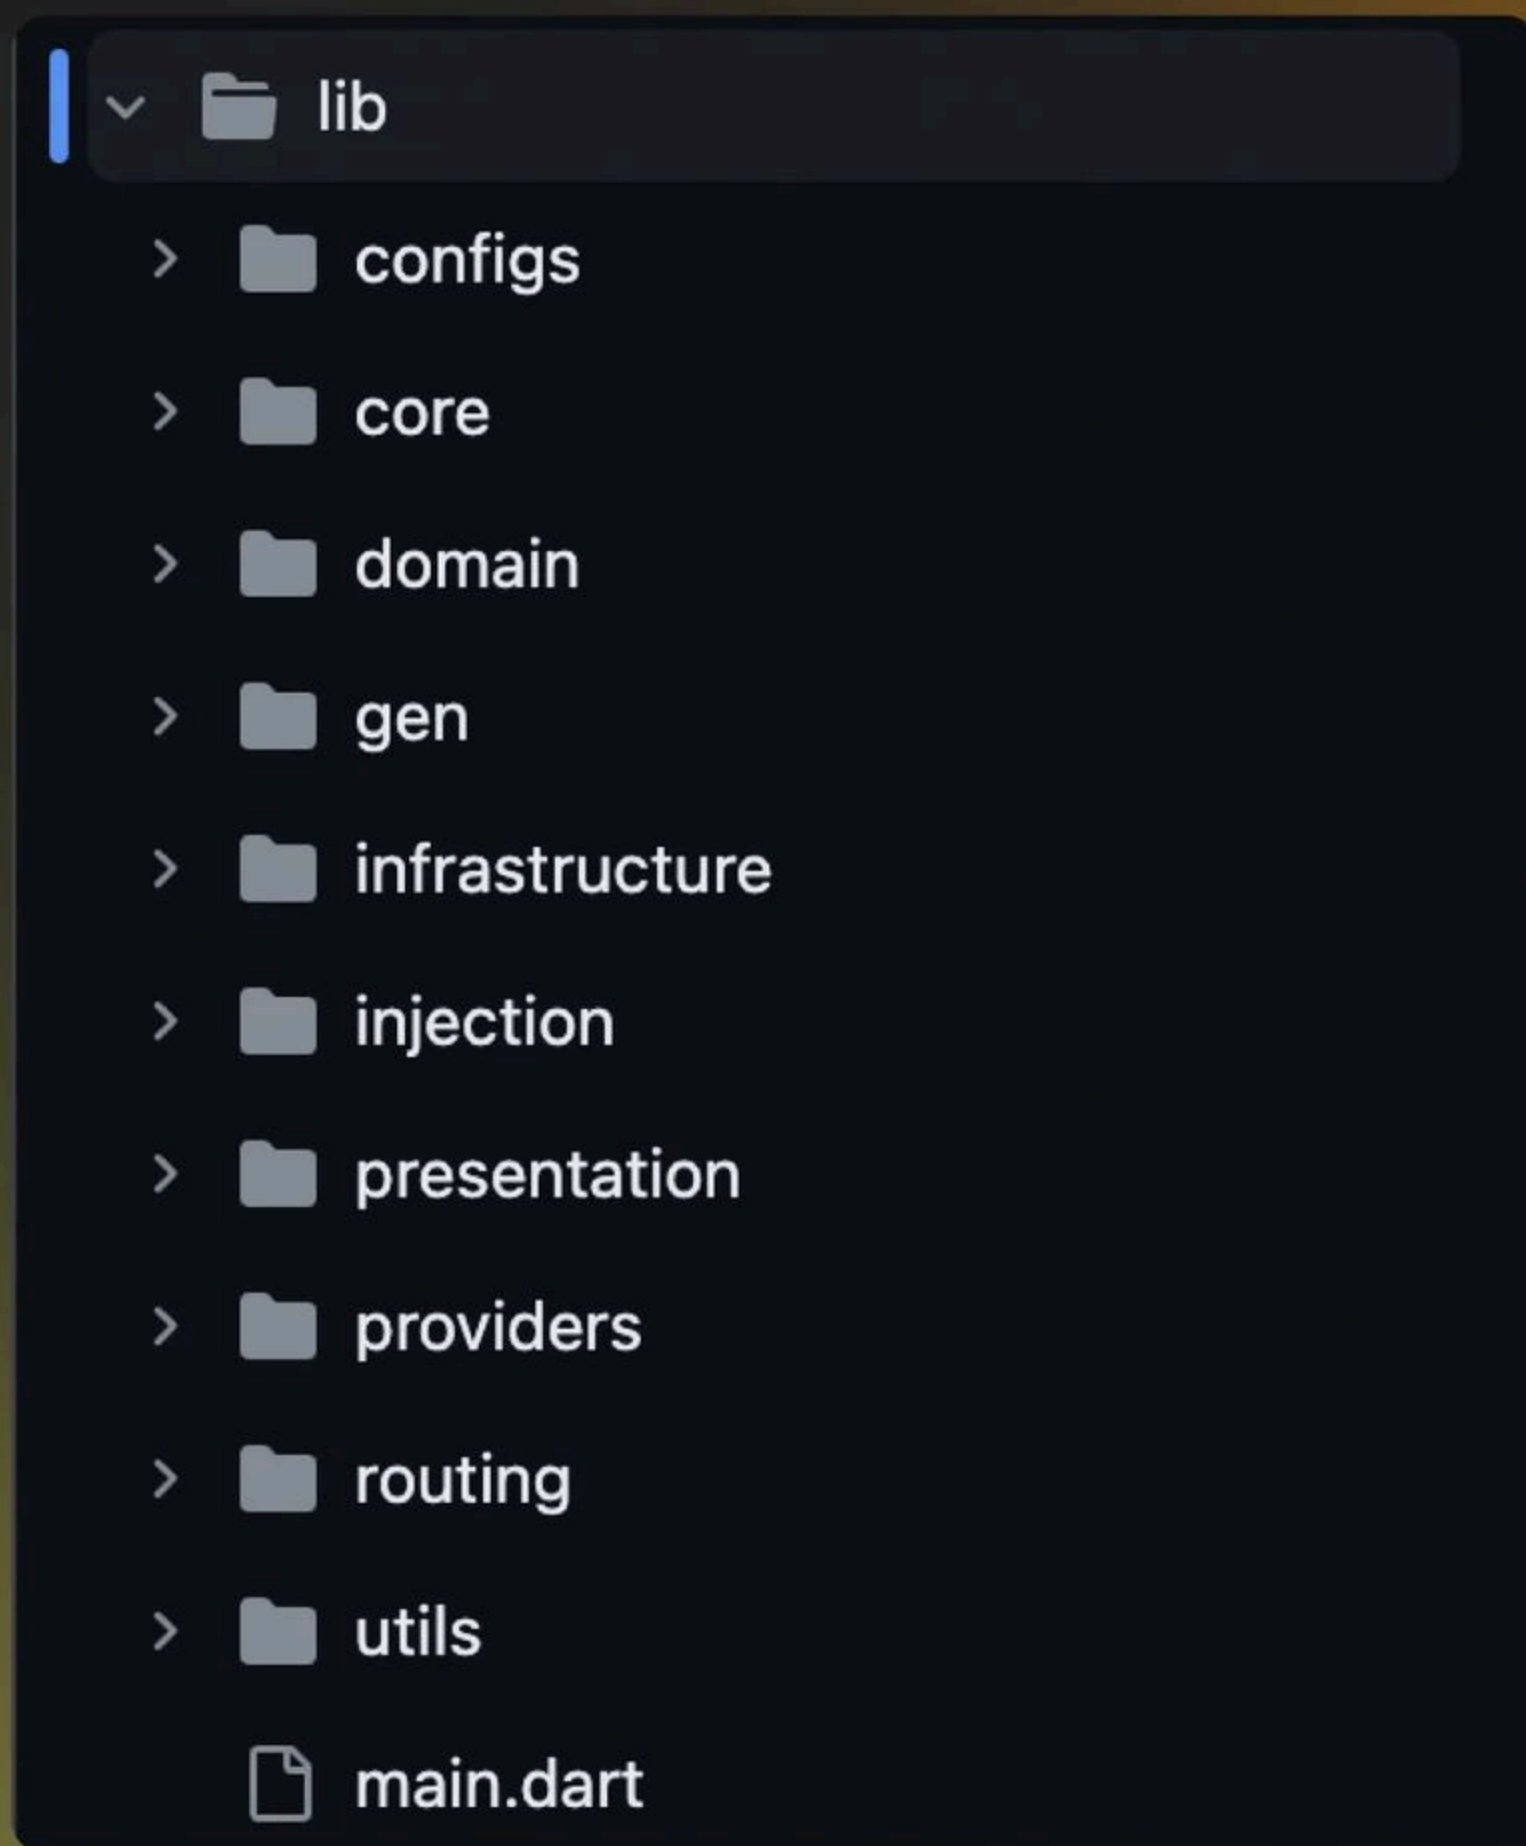 lib
configs
core
domain
gen
infrastructure
injection
presentation
providers
routing
utils
main.dart